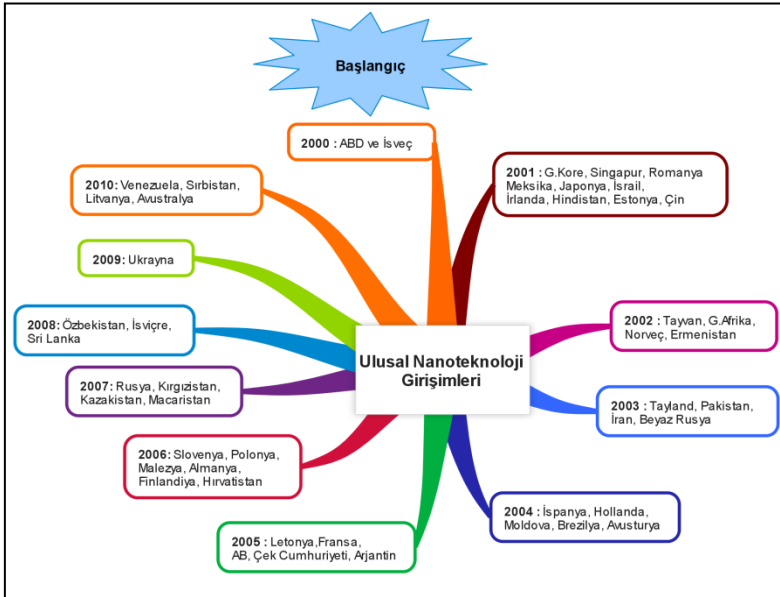 Başlangıç
2000 : ABD ve İsveç
2001 : G.Kore, Singapur, Romanya
Meksika, Japonya, İsrail,
İrlanda, Hindistan, Estonya, Çin
2002 : Tayvan, G.Afrika,
Norveç, Ermenistan
2003 : Tayland, Pakistan,
İran, Beyaz Rusya
2004 : İspanya, Hollanda,
Moldova, Brezilya, Avusturya
2005 : Letonya,Fransa,
AB, Çek Cumhuriyeti, Arjantin
2006: Slovenya, Polonya,
Malezya, Almanya,
Finlandiya, Hırvatistan
2007: Rusya, Kırgızistan,
Kazakistan, Macaristan
2008: Özbekistan, İsviçre,
Sri Lanka
2009: Ukrayna
2010: Venezuela, Sırbistan,
Litvanya, Avustralya
Ulusal Nanoteknoloji
Girişimleri